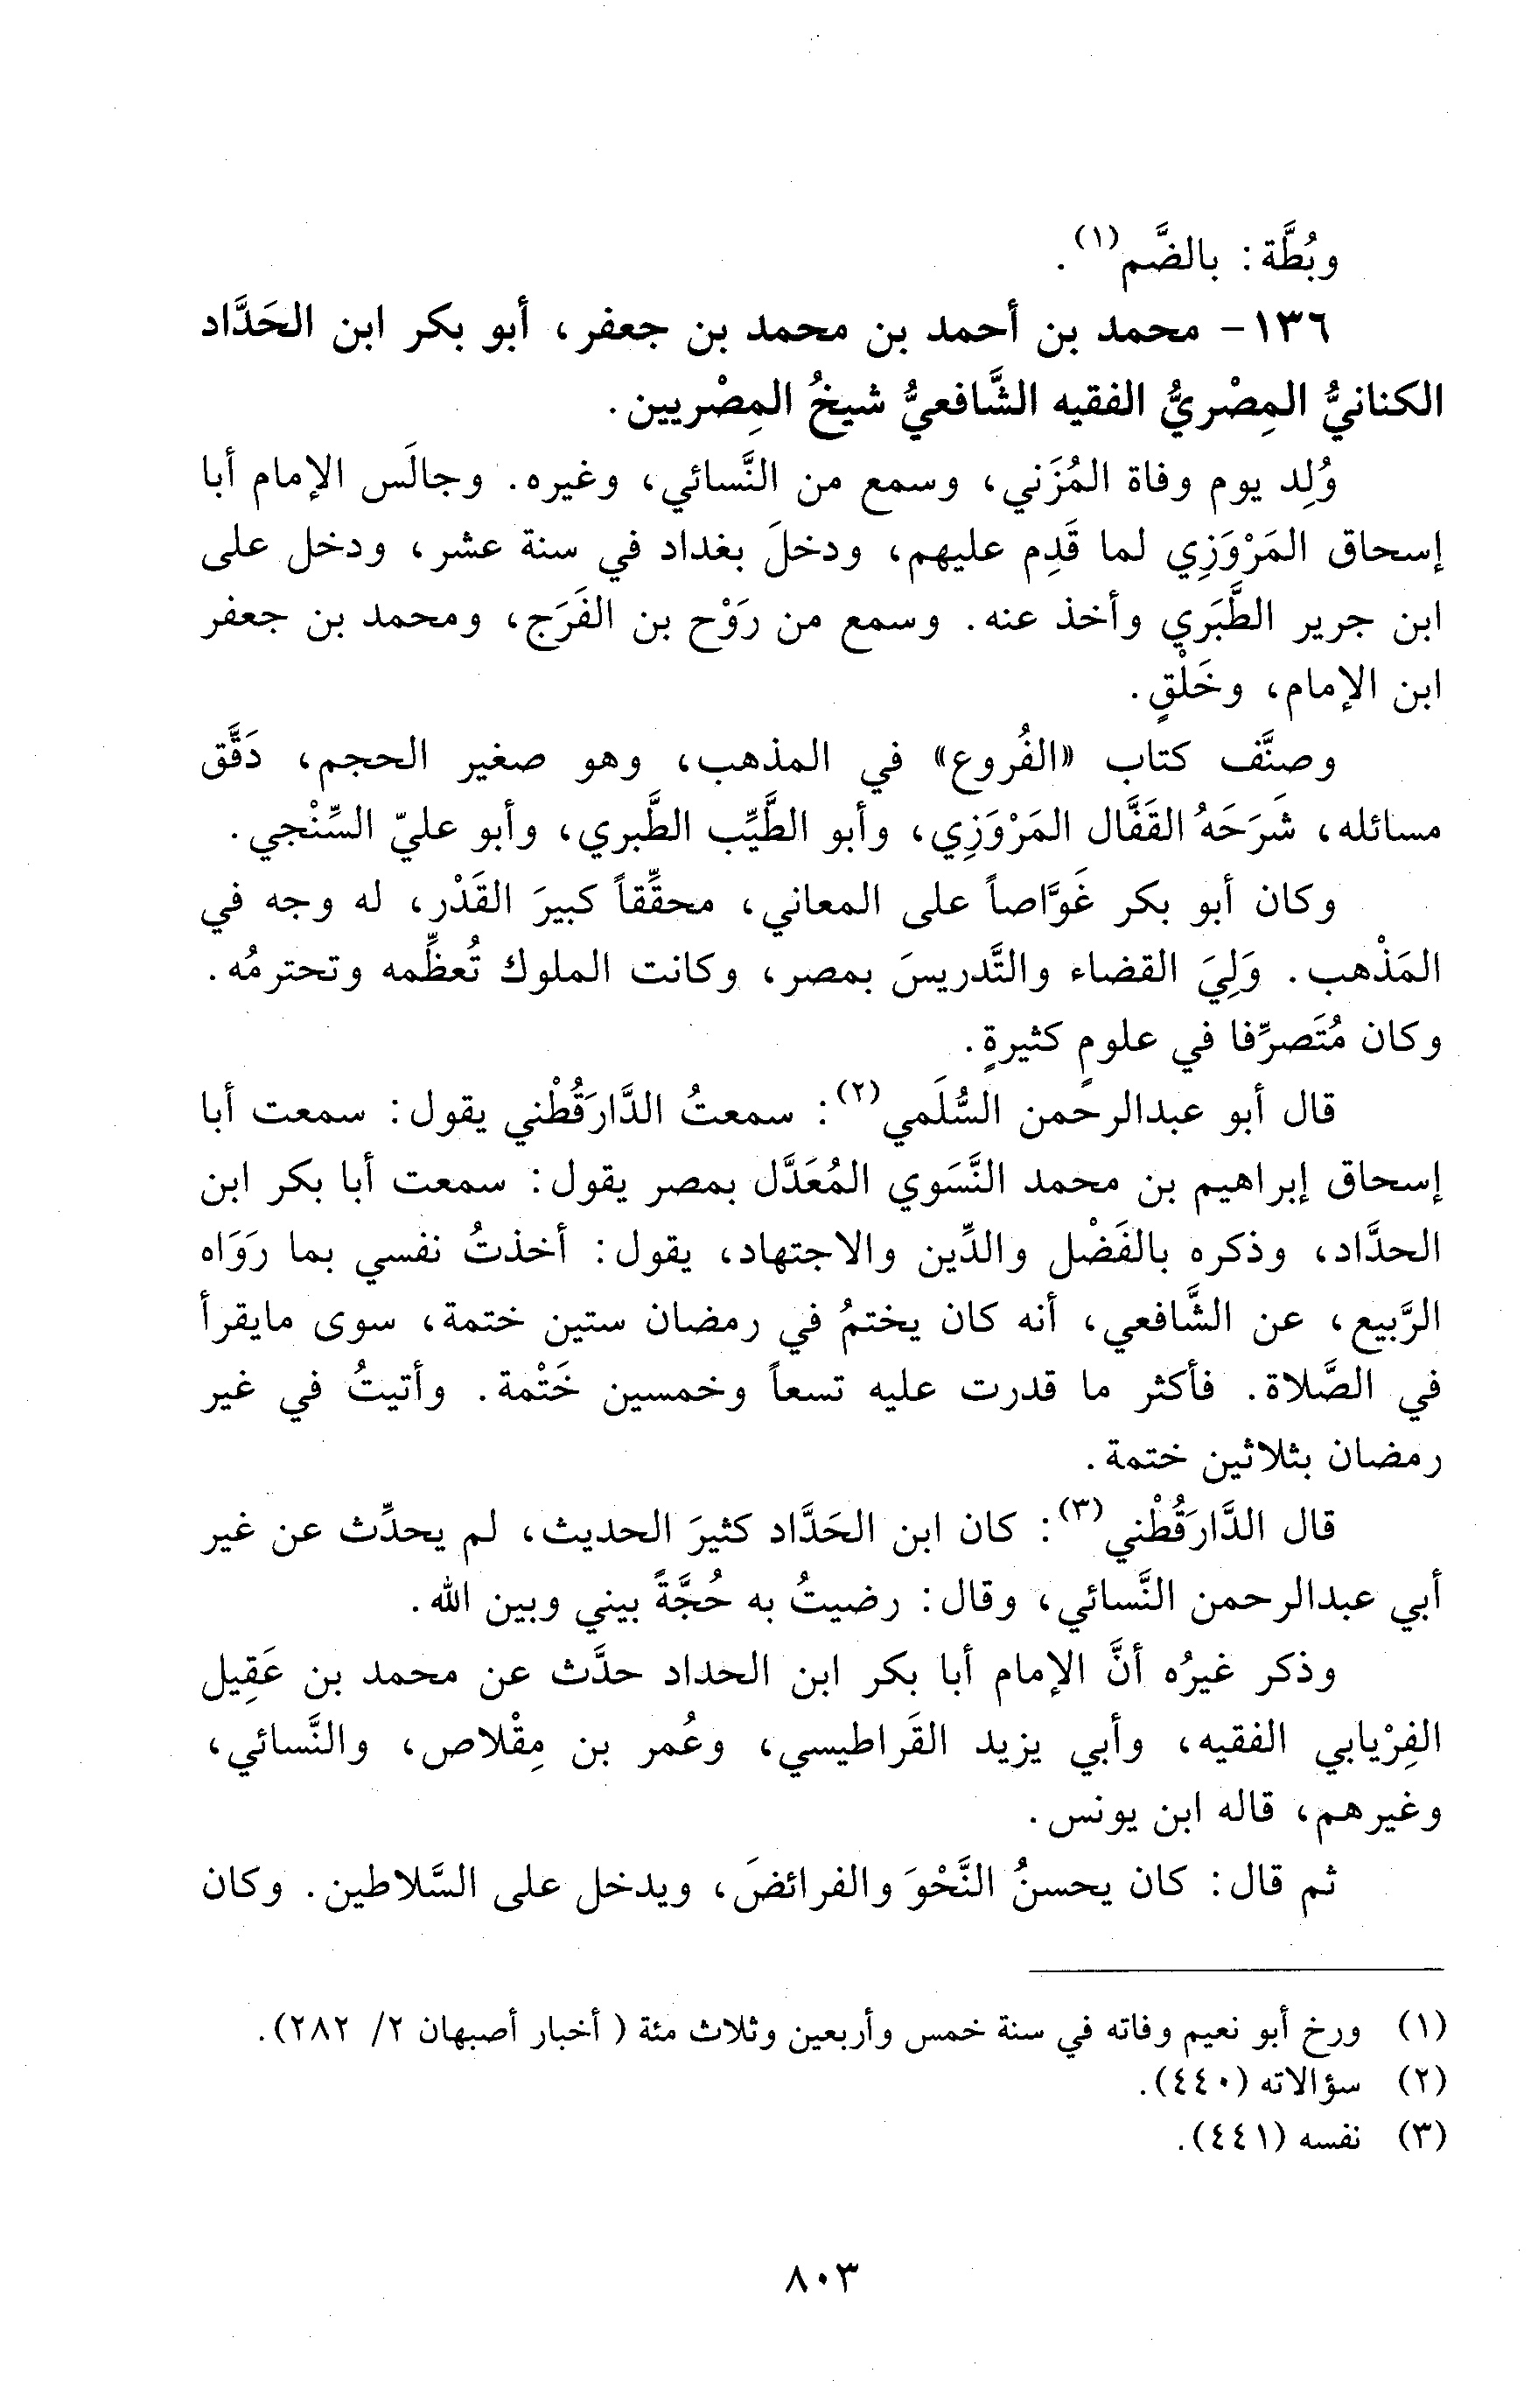 وبُطَّة: بالضَّم(١).
١٣٦- محمد بن أحمد بن محمد بن جعفر، أبو بكر ابن الحَدَّاد
الكنانيُّ المِصْريُّ الفقيه الشَّافعيُّ شيخُ المِصْريين.
وُلِد يوم وفاة المُزَني، وسمع من النَّسائي، وغيره. وجالَس الإمام أبا
إسحاق المَرْوَزِي لما قَدِم عليهم، ودخلَ بغداد في سنة عشر، ودخل على
ابن جرير الطَّبَري وأخذ عنه. وسمع من رَوْح بن الفَرَج، ومحمد بن جعفر
ابن الإمام، وخَلْقٍ.
وصنَّف كتاب «الفُروع» في المذهب، وهو صغير الحجم، دَقَّق
مسائله، شَرَحَهُ القَفَّال المَرْوَزِي، وأبو الطَّيِّب الطَّبري، وأبو عليّ السِّنْجي.
وكان أبو بكر غَوَّاصاً على المعاني، محقِّقاً كبيرَ القَدْر، له وجه في
المَذْهب. وَلِيَ القضاء والتَّدريسَ بمصر، وكانت الملوك تُعظِّمه وتحترمُه.
وكان مُتَصرِّفا في علومٍ كثيرةٍ.
قال أبو عبدالرحمن السُّلَمي(٢): سمعتُ الدَّارَقُطْني يقول: سمعت أبا
إسحاق إبراهيم بن محمد النَّسَوي المُعَدَّل بمصر يقول: سمعت أبا بكر ابن
الحدَّاد، وذكره بالفَضْل والدِّين والاجتهاد، يقول: أخذتُ نفسي بما رَوَاه
الرَّبيع، عن الشَّافعي، أنه كان يختمُ في رمضان ستين ختمة، سوى مايقرأ
في الصَّلاة. فأكثر ما قدرت عليه تسعاً وخمسين خَتْمة. وأتيتُ في غير
رمضان بثلاثين ختمة.
قال الدَّارَقُطْني(٣): كان ابن الحَدَّاد كثيرَ الحديث، لم يحدِّث عن غير
أبي عبدالرحمن النَّسائي، وقال: رضيتُ به حُجَّةً بيني وبين الله.
وذكر غيرُه أنَّ الإمام أبا بكر ابن الحداد حدَّث عن محمد بن عَقِيل
الفِرْيابي الفقيه، وأبي يزيد القَراطيسي، وعُمر بن مِقْلاص، والنَّسائي،
وغيرهم، قاله ابن يونس.
ثم قال: كان يحسنُ النَّحْوَ والفرائضَ، ويدخل على السَّلاطين. وكان
(١) ورخ أبو نعيم وفاته في سنة خمس وأربعين وثلاث مئة ( أخبار أصبهان ٢/ ٢٨٢).
(٢) سؤالاته (٤٤٠).
(٣) نفسه (٤٤١).
٨٠٣